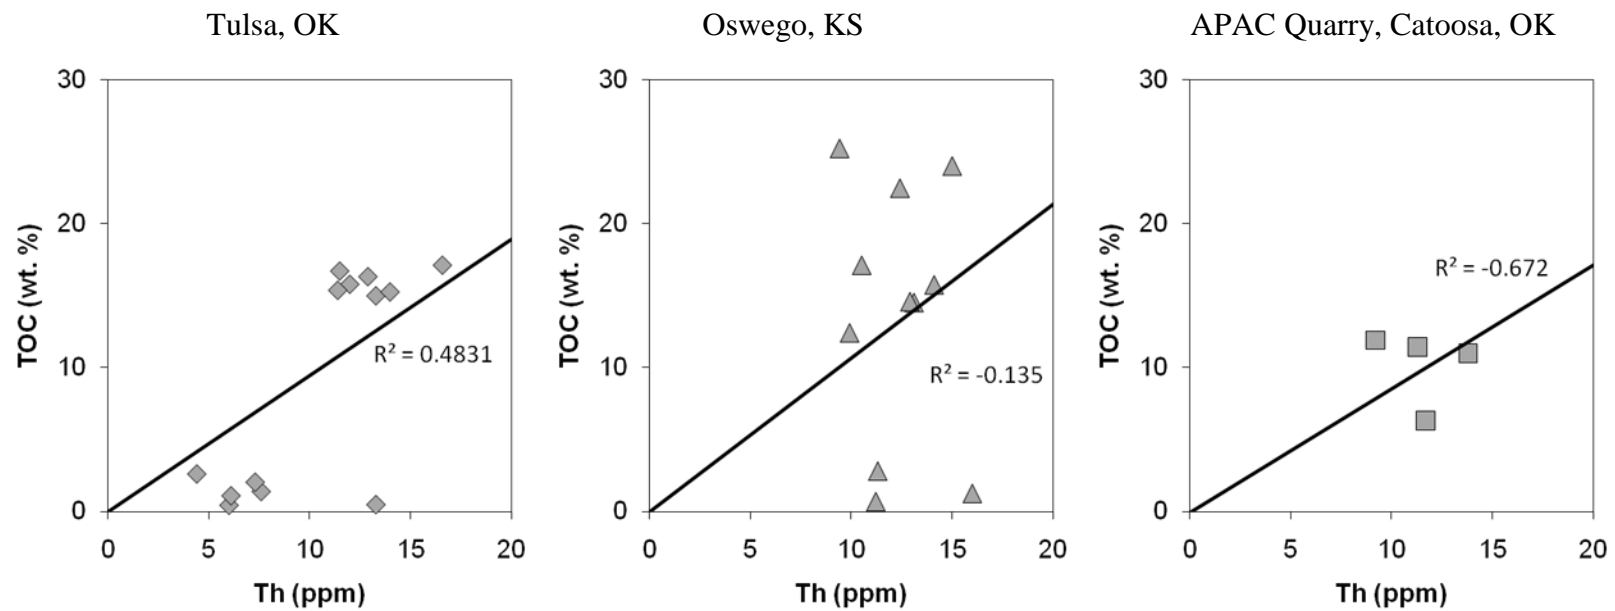 Tulsa, OK
Oswego, KS
APAC Quarry, Catoosa, OK
30
20
10
0
TOC (wt. %)
R² = 0.4831
0 5 10 15 20
Th (ppm)
30
20
10
0
TOC (wt. %)
R² = -0.135
0 5 10 15 20
Th (ppm)
30
20
10
0
TOC (wt. %)
R² = -0.672
0 5 10 15 20
Th (ppm)